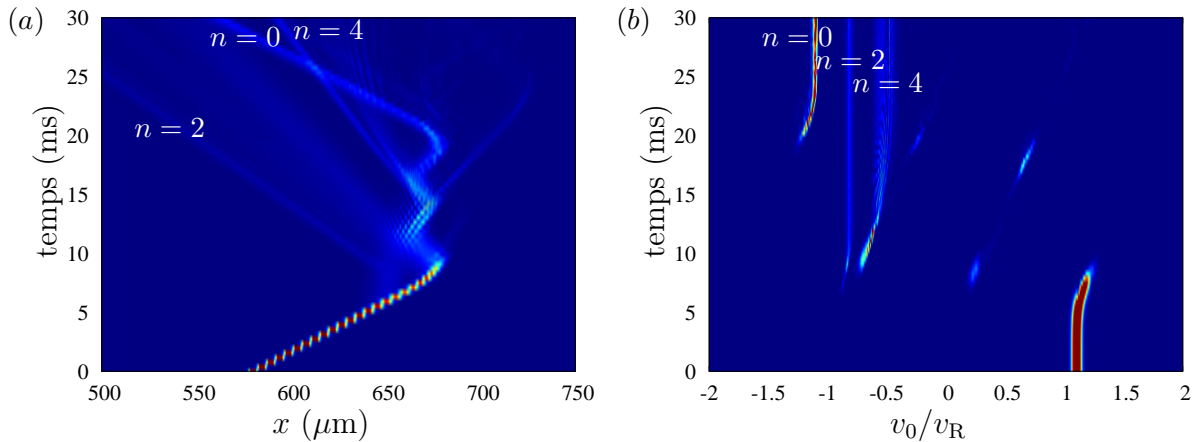 (a)
30
25
20
15
10
5
0
temps (ms)
n = 0
n = 4
n = 2
500 550 600 650 700 750
x (μm)
(b)
30
25
20
15
10
5
0
temps (ms)
n = 0
n = 2
n = 4
-2 -1.5 -1 -0.5 0 0.5 1 1.5 2
v₀/v_R